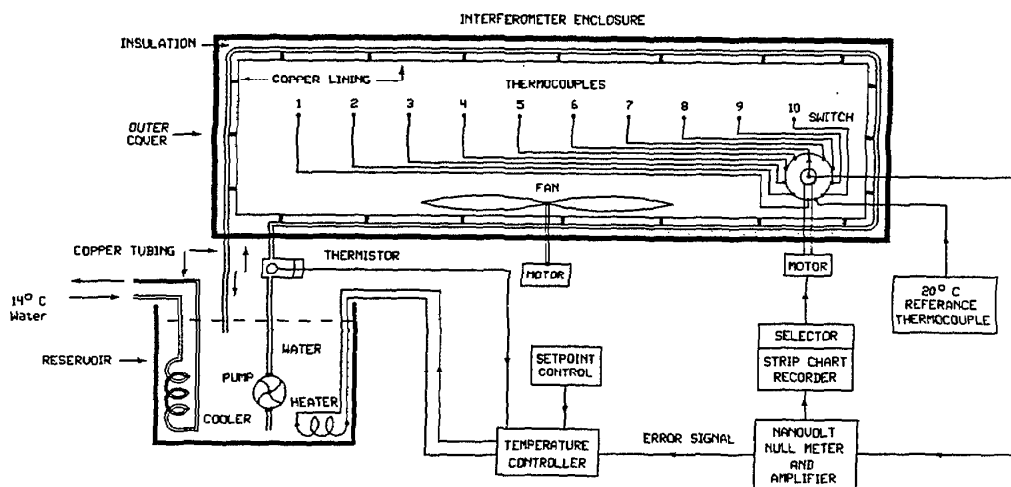 INTERFEROMETER ENCLOSURE
INSULATION
COPPER LINING
THERMOCOUPLES
1 2 3 4 5 6 7 8 9 10
SWITCH
OUTER
COVER
FAN
COPPER TUBING
THERMISTOR
MOTOR
MOTOR
14° C
Water
20° C
REFERANCE
THERMOCOUPLE
RESERVOIR
WATER
PUMP
HEATER
COOLER
SETPOINT
CONTROL
SELECTOR
STRIP CHART
RECORDER
TEMPERATURE
CONTROLLER
ERROR SIGNAL
NANOVOLT
NULL METER
AND
AMPLIFIER